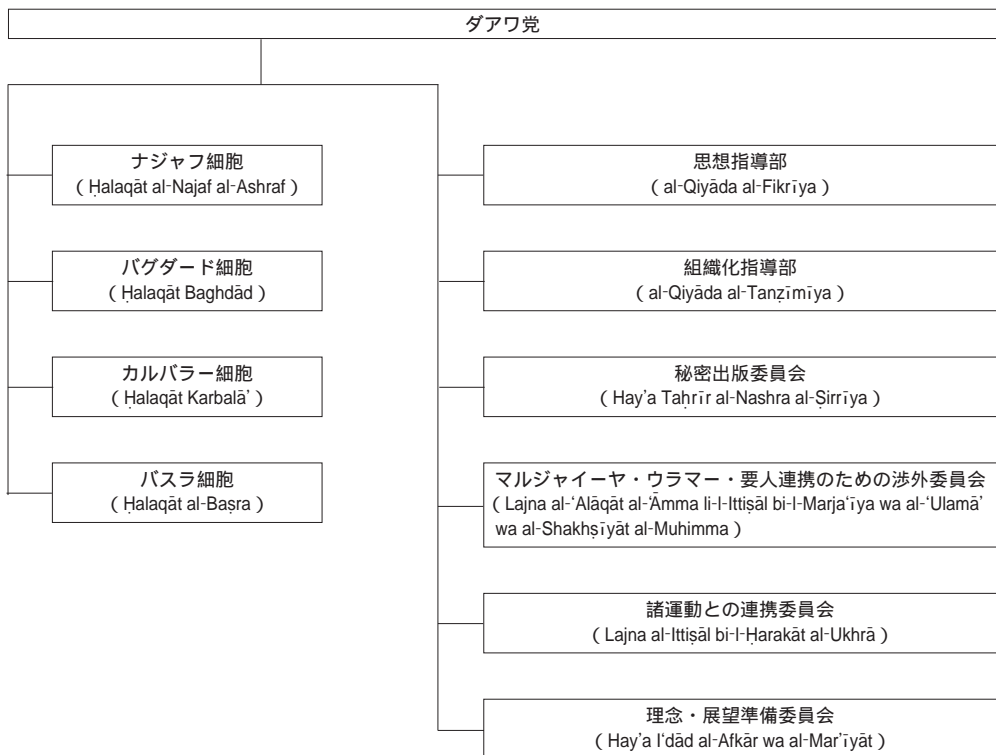 ダアワ党
ナジャフ細胞
( Ḥalaqāt al-Najaf al-Ashraf )
バグダード細胞
( Ḥalaqāt Baghdād )
カルバラー細胞
( Ḥalaqāt Karbalā’ )
バスラ細胞
( Ḥalaqāt al-Baṣra )
思想指導部
( al-Qiyāda al-Fikrīya )
組織化指導部
( al-Qiyāda al-Tanẓīmīya )
秘密出版委員会
( Hay’a Taḥrīr al-Nashra al-Ṣirrīya )
マルジャイーヤ・ウラマー・要人連携のための渉外委員会
( Lajna al-‘Alāqāt al-‘Āmma li-l-Ittiṣāl bi-l-Marja‘īya wa al-‘Ulamā’
wa al-Shakhṣīyāt al-Muhimma )
諸運動との連携委員会
( Lajna al-Ittiṣāl bi-l-Ḥarakāt al-Ukhrā )
理念・展望準備委員会
( Hay’a I‘dād al-Afkār wa al-Mar’īyāt )